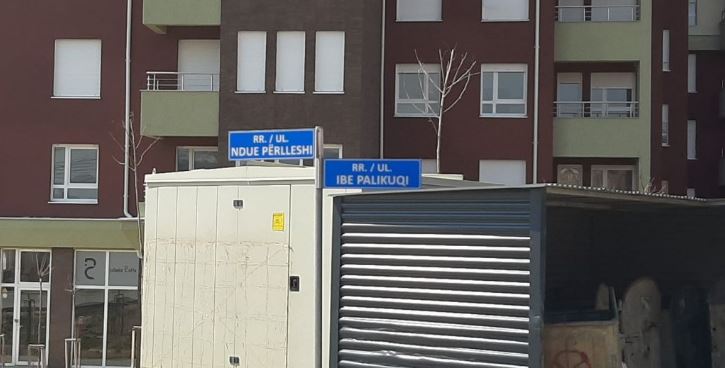 RR. / UL.
NDUE PËRLLESHI
RR. / UL.
IBE PALIKUQI